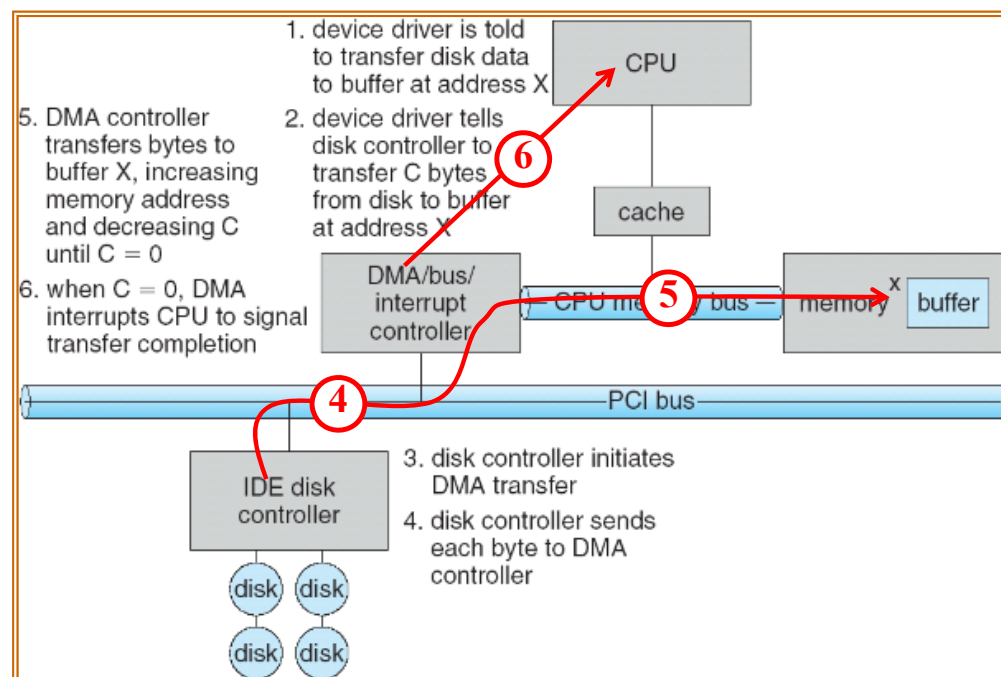 1. device driver is told
to transfer disk data
to buffer at address X
2. device driver tells
disk controller to
transfer C bytes
from disk to buffer
at address X
5. DMA controller
transfers bytes to
buffer X, increasing
memory address
and decreasing C
until C = 0
6. when C = 0, DMA
interrupts CPU to signal
transfer completion
CPU
6
cache
DMA/bus/
interrupt
controller
CPU memory bus
5
memory
x
buffer
4
PCI bus
IDE disk
controller
3. disk controller initiates
DMA transfer
4. disk controller sends
each byte to DMA
controller
disk
disk
disk
disk